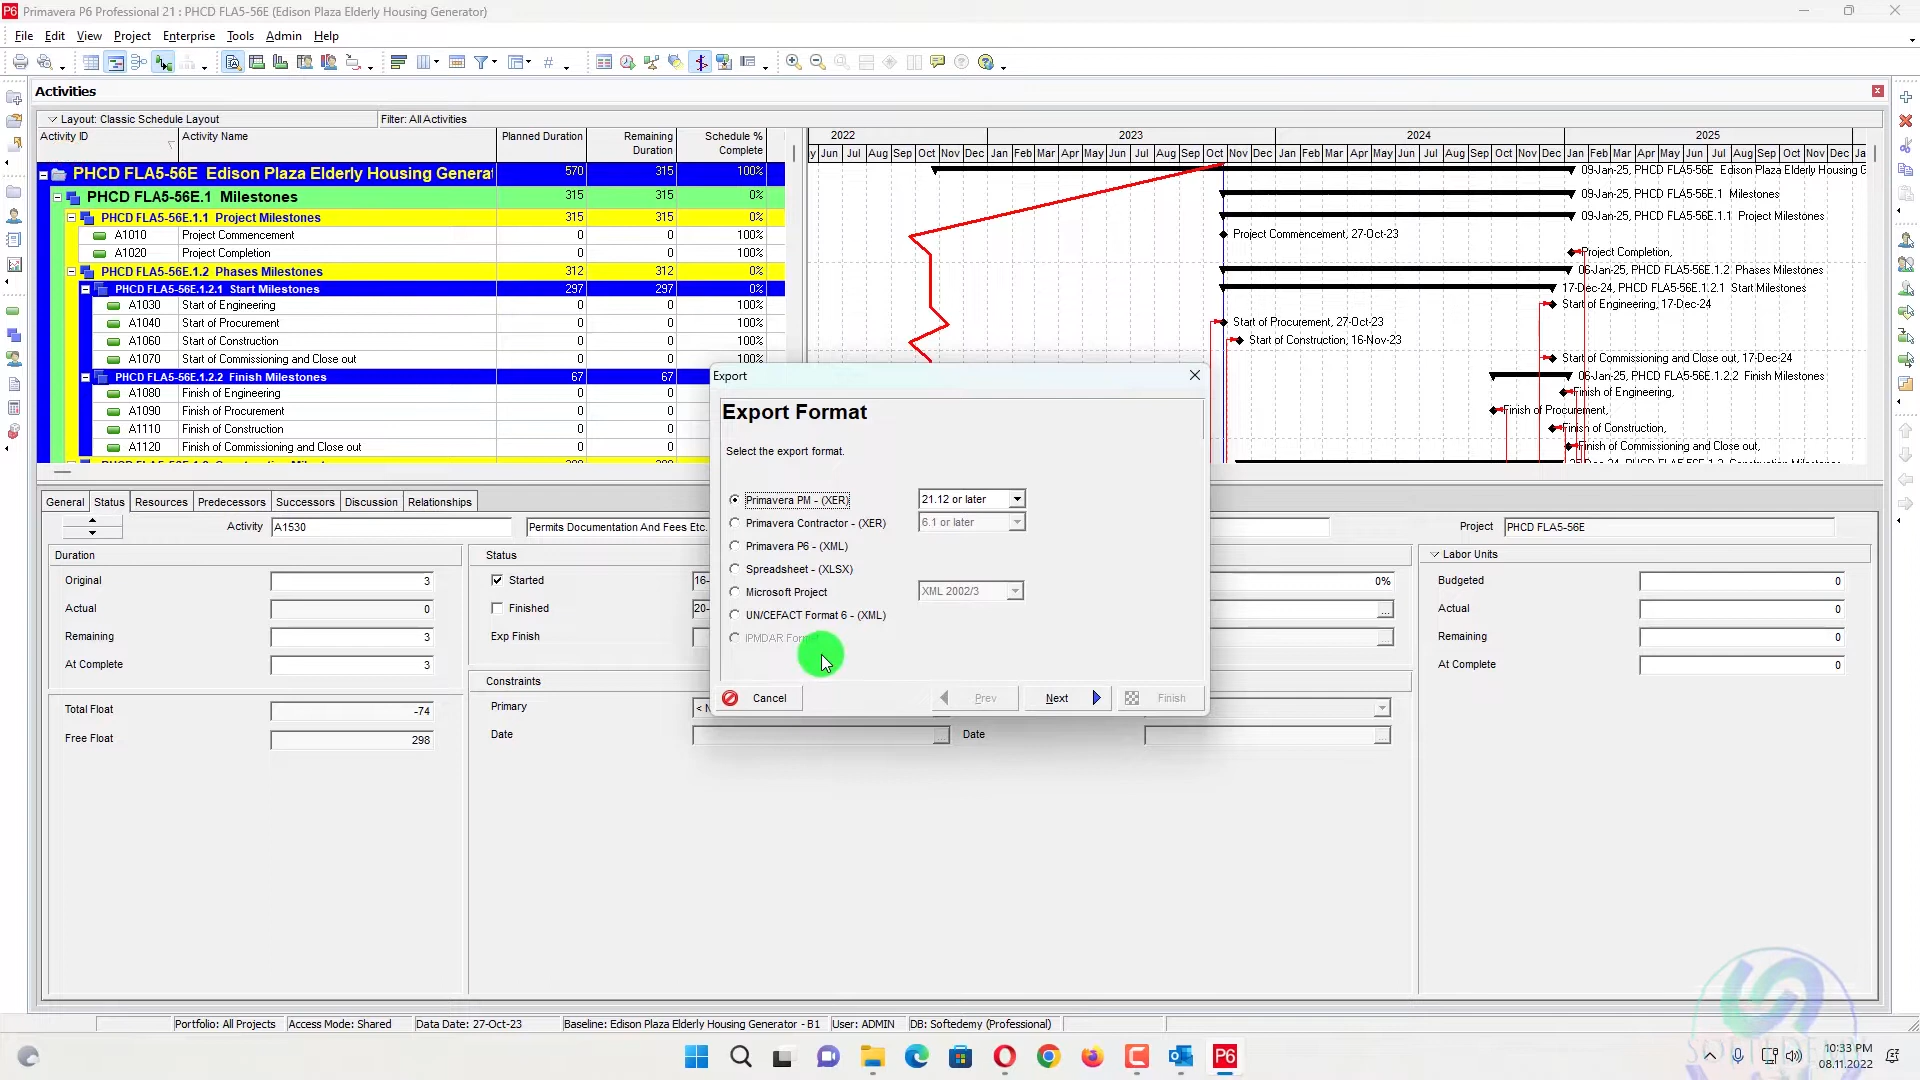 Primavera P6 Professional 21 : PHCD FLA5-56E (Edison Plaza Elderly Housing Generator)
File Edit View Project Enterprise Tools Admin Help
Activities
Layout: Classic Schedule Layout Filter: All Activities
Activity ID Activity Name Planned Duration Remaining Duration Schedule % Complete
2022 2023 2024 2025
y Jun Jul Aug Sep Oct Nov Dec Jan Feb Mar Apr May Jun Jul Aug Sep Oct Nov Dec Jan Feb Mar Apr May Jun Jul Aug Sep Oct Nov Dec Jan Feb Mar Apr May Jun Jul Aug Sep Oct Nov Dec Ja
PHCD FLA5-56E Edison Plaza Elderly Housing Generat 570 315 100% 09-Jan-25, PHCD FLA5-56E Edison Plaza Elderly Housing G
PHCD FLA5-56E.1 Milestones 315 315 0% 09-Jan-25, PHCD FLA5-56E.1 Milestones
PHCD FLA5-56E.1.1 Project Milestones 315 315 0% 09-Jan-25, PHCD FLA5-56E.1.1 Project Milestones
A1010 Project Commencement 0 0 100% Project Commencement, 27-Oct-23
A1020 Project Completion 0 0 100% Project Completion,
PHCD FLA5-56E.1.2 Phases Milestones 312 312 0% 06-Jan-25, PHCD FLA5-56E.1.2 Phases Milestones
PHCD FLA5-56E.1.2.1 Start Milestones 297 297 0% 17-Dec-24, PHCD FLA5-56E.1.2.1 Start Milestones
A1030 Start of Engineering 0 0 100% Start of Engineering, 17-Dec-24
A1040 Start of Procurement 0 0 100% Start of Procurement, 27-Oct-23
A1060 Start of Construction 0 0 100% Start of Construction, 16-Nov-23
A1070 Start of Commissioning and Close out 0 0 100% Start of Commissioning and Close out, 17-Dec-24
PHCD FLA5-56E.1.2.2 Finish Milestones 67 67 06-Jan-25, PHCD FLA5-56E.1.2.2 Finish Milestones
A1080 Finish of Engineering 0 0 Finish of Engineering,
A1090 Finish of Procurement 0 0 Finish of Procurement,
A1110 Finish of Construction 0 0 Finish of Construction,
A1120 Finish of Commissioning and Close out 0 0 Finish of Commissioning and Close out,
Export
Export Format
Select the export format.
Primavera PM - (XER) 21.12 or later
Primavera Contractor - (XER) 6.1 or later
Primavera P6 - (XML)
Spreadsheet - (XLSX)
Microsoft Project XML 2002/3
UN/CEFACT Format 6 - (XML)
IPMDAR
Cancel Prev Next Finish
General Status Resources Predecessors Successors Discussion Relationships
Activity A1530 Permits Documentation And Fees Etc. Project PHCD FLA5-56E
Duration Status Labor Units
Original 3 Started 16- 0% Budgeted 0
Actual 0 Finished 20- Actual 0
Remaining 3 Exp Finish Remaining 0
At Complete 3 At Complete 0
Constraints
Total Float -74 Primary < N
Free Float 298 Date Date
Portfolio: All Projects Access Mode: Shared Data Date: 27-Oct-23 Baseline: Edison Plaza Elderly Housing Generator - B1 User: ADMIN DB: Softedemy (Professional)
P6
10:33 PM
08.11.2022